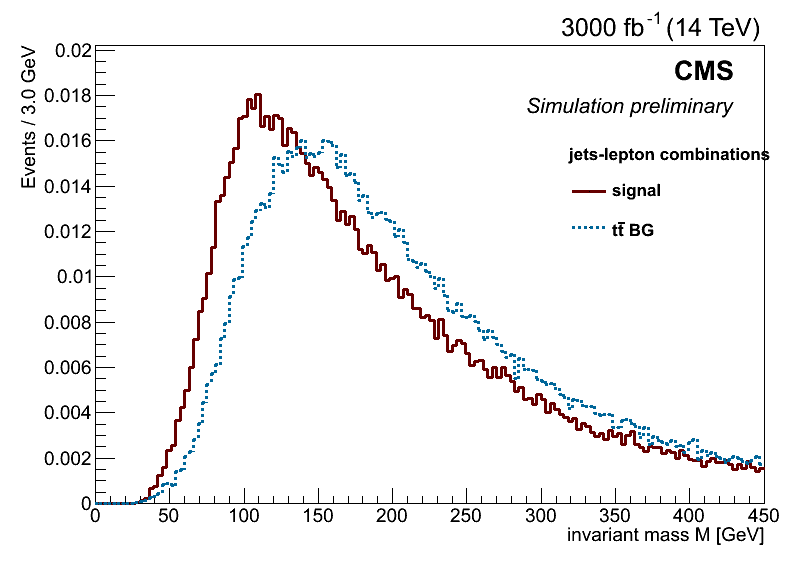 3000 fb⁻¹ (14 TeV)
Events / 3.0 GeV
0.02
0.018
0.016
0.014
0.012
0.01
0.008
0.006
0.004
0.002
0
CMS
Simulation preliminary
jets-lepton combinations
signal
tt̅ BG
0 50 100 150 200 250 300 350 400 450
invariant mass M [GeV]